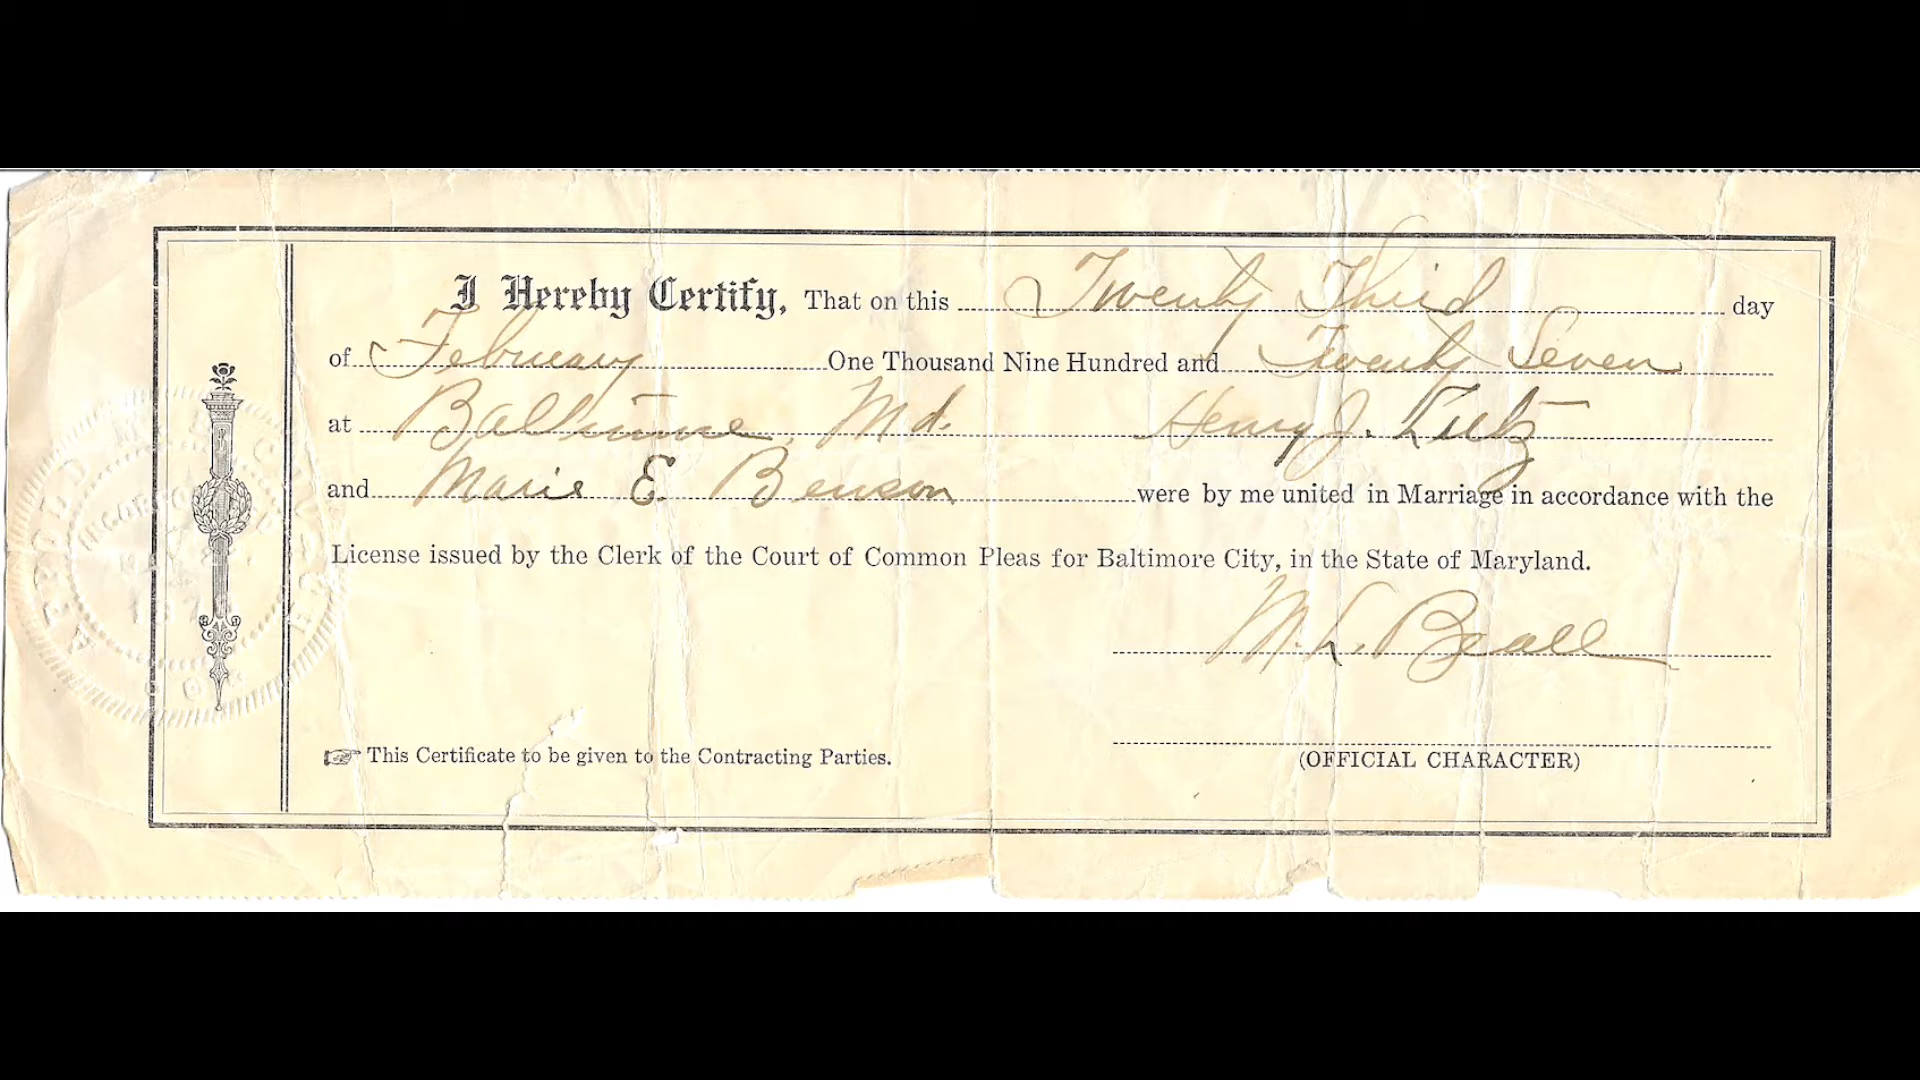 I Hereby Certify, That on this Twenty Third day
of February One Thousand Nine Hundred and Twenty Seven
at Baltimore, Md. Henry J. Lutz
and Marie E. Benson were by me united in Marriage in accordance with the
License issued by the Clerk of the Court of Common Pleas for Baltimore City, in the State of Maryland.
M. L. Beall
☞ This Certificate to be given to the Contracting Parties.
(OFFICIAL CHARACTER)